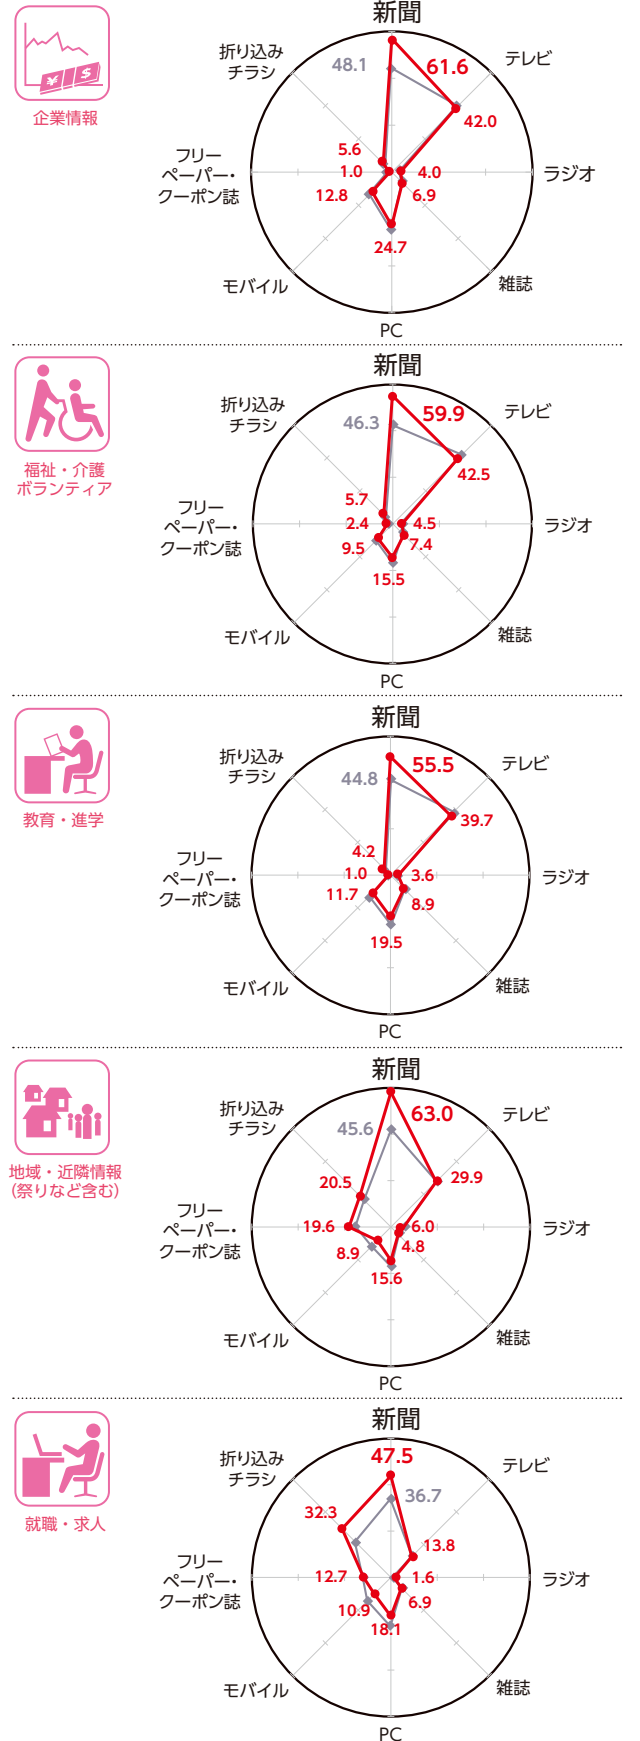 新聞
折り込み
チラシ
48.1
61.6
テレビ
42.0
¥ $
企業情報
5.6
フリー
ペーパー・
クーポン誌
1.0
4.0
ラジオ
12.8
6.9
24.7
モバイル
雑誌
PC
新聞
折り込み
チラシ
46.3
59.9
テレビ
42.5
福祉・介護
ボランティア
5.7
フリー
ペーパー・
クーポン誌
2.4
4.5
ラジオ
9.5
7.4
15.5
モバイル
雑誌
PC
新聞
折り込み
チラシ
44.8
55.5
テレビ
39.7
教育・進学
4.2
フリー
ペーパー・
クーポン誌
1.0
3.6
ラジオ
11.7
8.9
19.5
モバイル
雑誌
PC
新聞
折り込み
チラシ
45.6
63.0
テレビ
29.9
地域・近隣情報
(祭りなど含む)
20.5
フリー
ペーパー・
クーポン誌
19.6
6.0
ラジオ
8.9
4.8
15.6
モバイル
雑誌
PC
新聞
47.5
折り込み
チラシ
36.7
テレビ
32.3
13.8
就職・求人
フリー
ペーパー・
クーポン誌
12.7
1.6
ラジオ
10.9
6.9
18.1
モバイル
雑誌
PC